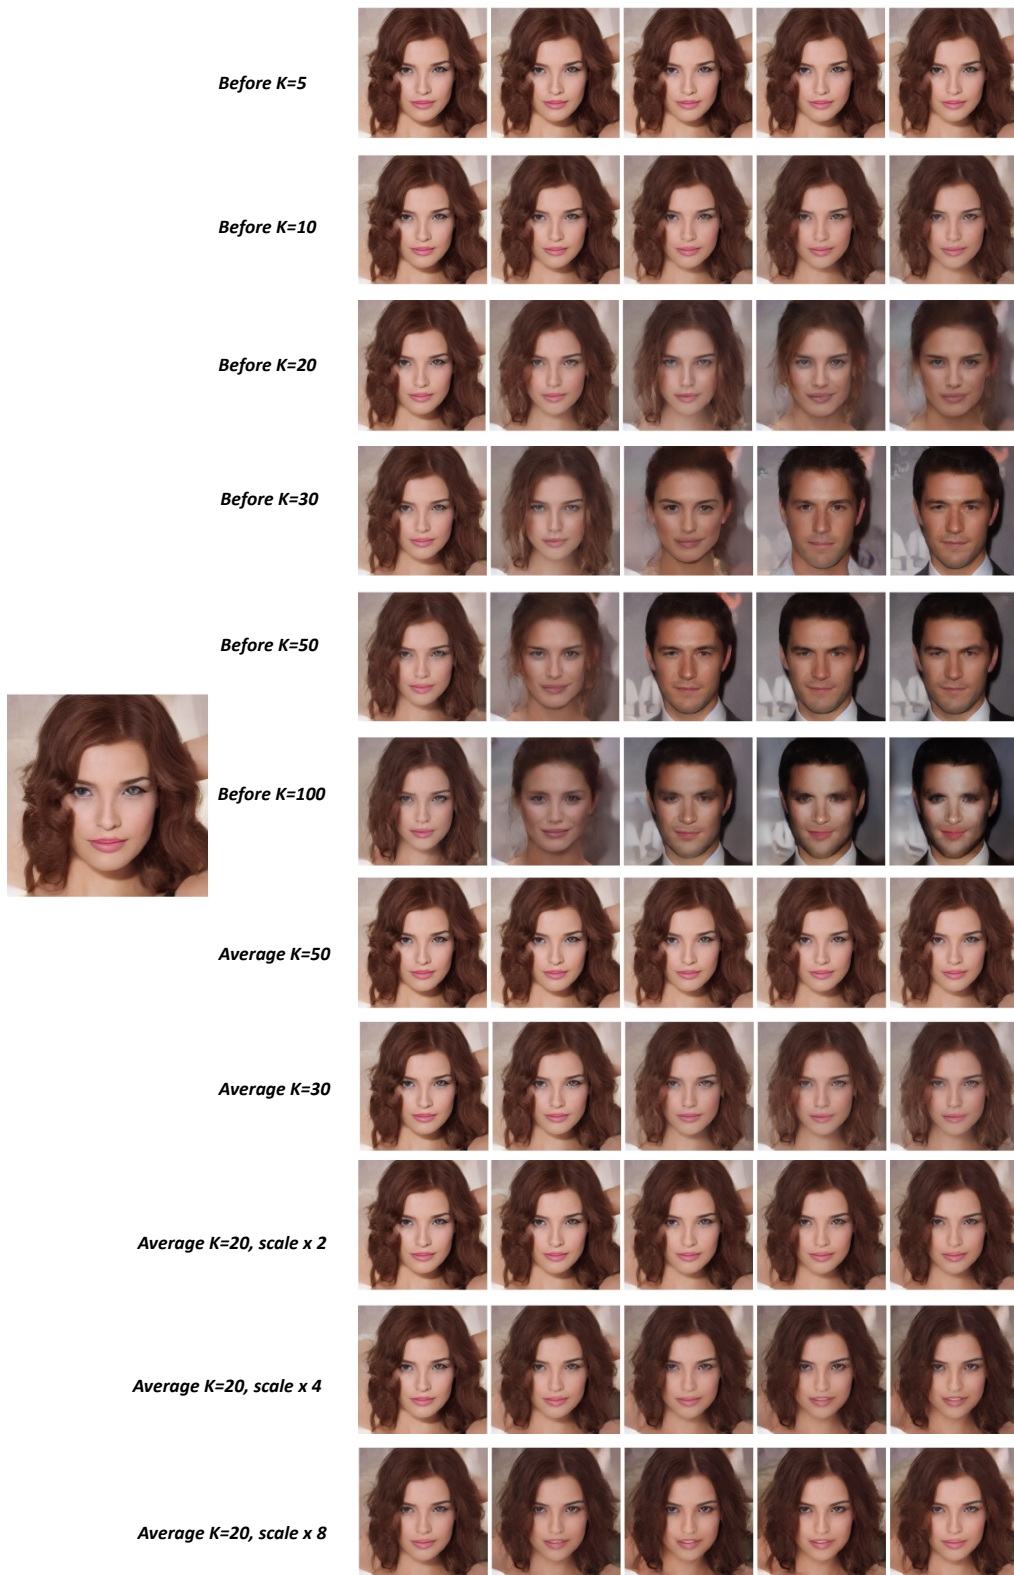 Before K=5
Before K=10
Before K=20
Before K=30
Before K=50
Before K=100
Average K=50
Average K=30
Average K=20, scale x 2
Average K=20, scale x 4
Average K=20, scale x 8